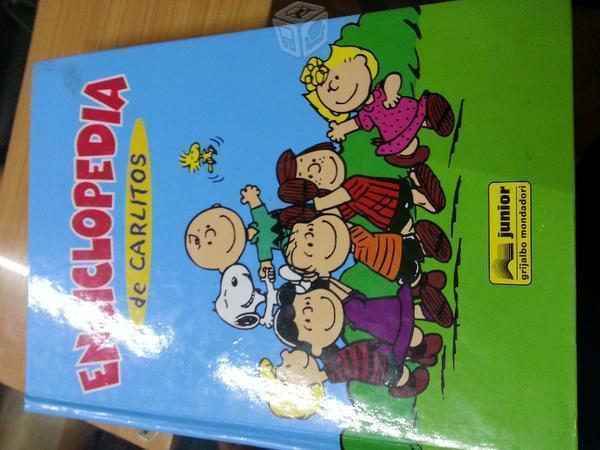 ENCICLOPEDIA
de CARLITOS
junior
grijalbo mondadori